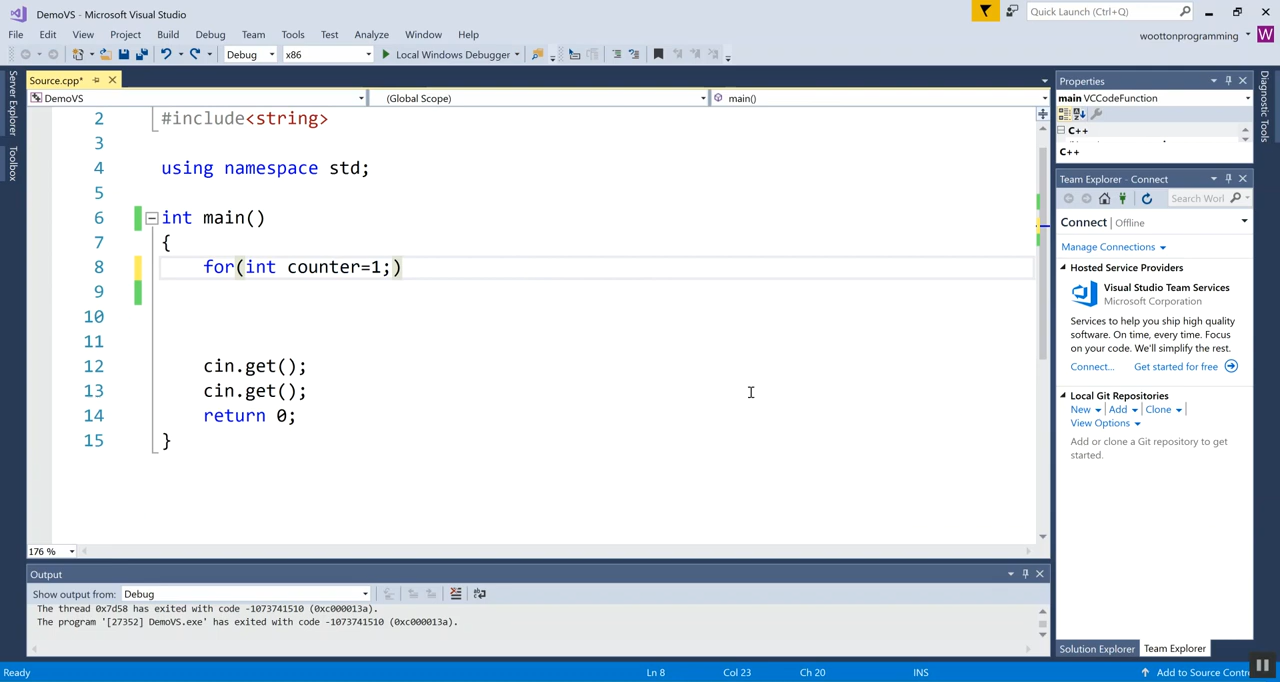 DemoVS - Microsoft Visual Studio
Quick Launch (Ctrl+Q)
File Edit View Project Build Debug Team Tools Test Analyze Window Help
woottonprogramming W
Debug x86 Local Windows Debugger
Source.cpp*
DemoVS (Global Scope) main()
Server Explorer
Toolbox
2 #include<string>
3
4 using namespace std;
5
6 int main()
7 {
8 for(int counter=1;)
9
10
11
12 cin.get();
13 cin.get();
14 return 0;
15 }
176 %
Output
Show output from: Debug
The thread 0x7d58 has exited with code -1073741510 (0xc000013a).
The program '[27352] DemoVS.exe' has exited with code -1073741510 (0xc000013a).
Properties
main VCCodeFunction
C++
C++
Team Explorer - Connect
Search Worl
Connect | Offline
Manage Connections
Hosted Service Providers
Visual Studio Team Services
Microsoft Corporation
Services to help you ship high quality
software. On time, every time. Focus
on your code. We'll simplify the rest.
Connect... Get started for free
Local Git Repositories
New Add Clone
View Options
Add or clone a Git repository to get
started.
Solution Explorer Team Explorer
Diagnostic Tools
Ready Ln 8 Col 23 Ch 20 INS Add to Source Contr